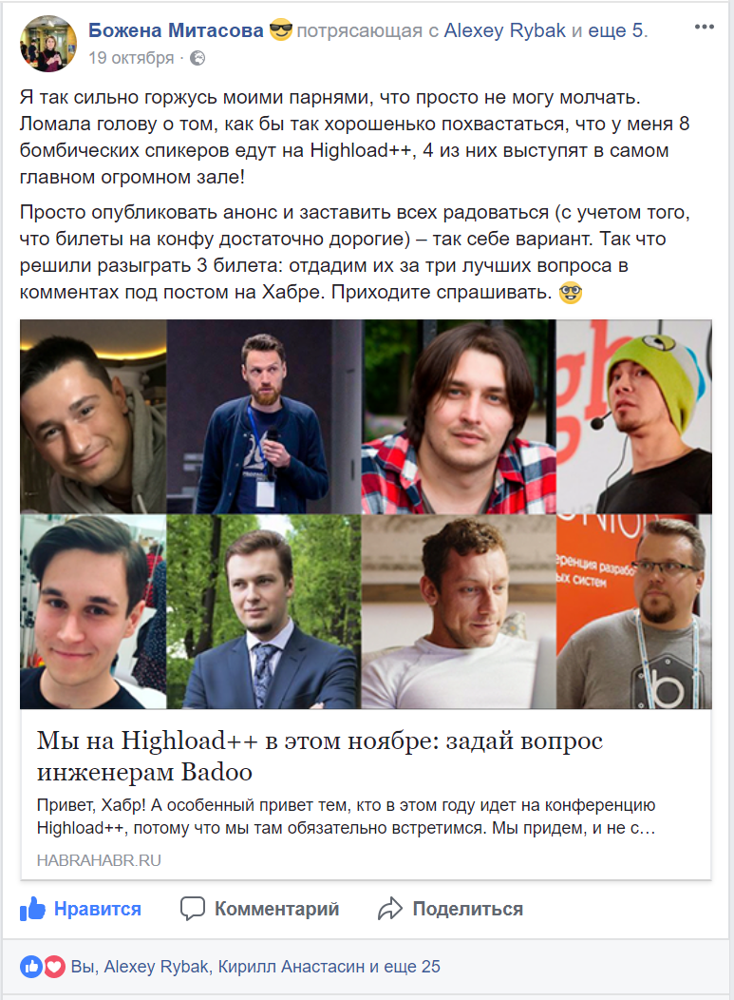 Божена Митасова 😎 потрясающая с Alexey Rybak и еще 5.
19 октября ·
Я так сильно горжусь моими парнями, что просто не могу молчать.
Ломала голову о том, как бы так хорошенько похвастаться, что у меня 8
бомбических спикеров едут на Highload++, 4 из них выступят в самом
главном огромном зале!
Просто опубликовать анонс и заставить всех радоваться (с учетом того,
что билеты на конфу достаточно дорогие) – так себе вариант. Так что
решили разыграть 3 билета: отдадим их за три лучших вопроса в
комментах под постом на Хабре. Приходите спрашивать. 🤓
gh
ренция разрабо
ых систем
b
Мы на Highload++ в этом ноябре: задай вопрос
инженерам Badoo
Привет, Хабр! А особенный привет тем, кто в этом году идет на конференцию
Highload++, потому что мы там обязательно встретимся. Мы придем, и не с...
HABRAHABR.RU
Нравится Комментарий Поделиться
Вы, Alexey Rybak, Кирилл Анастасин и еще 25